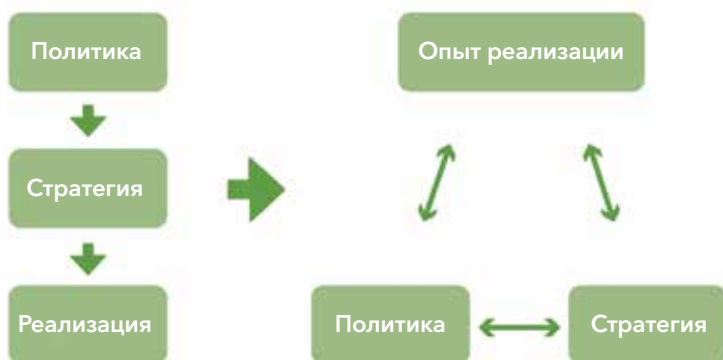 Политика
Опыт реализации
Стратегия
Реализация
Политика
Стратегия